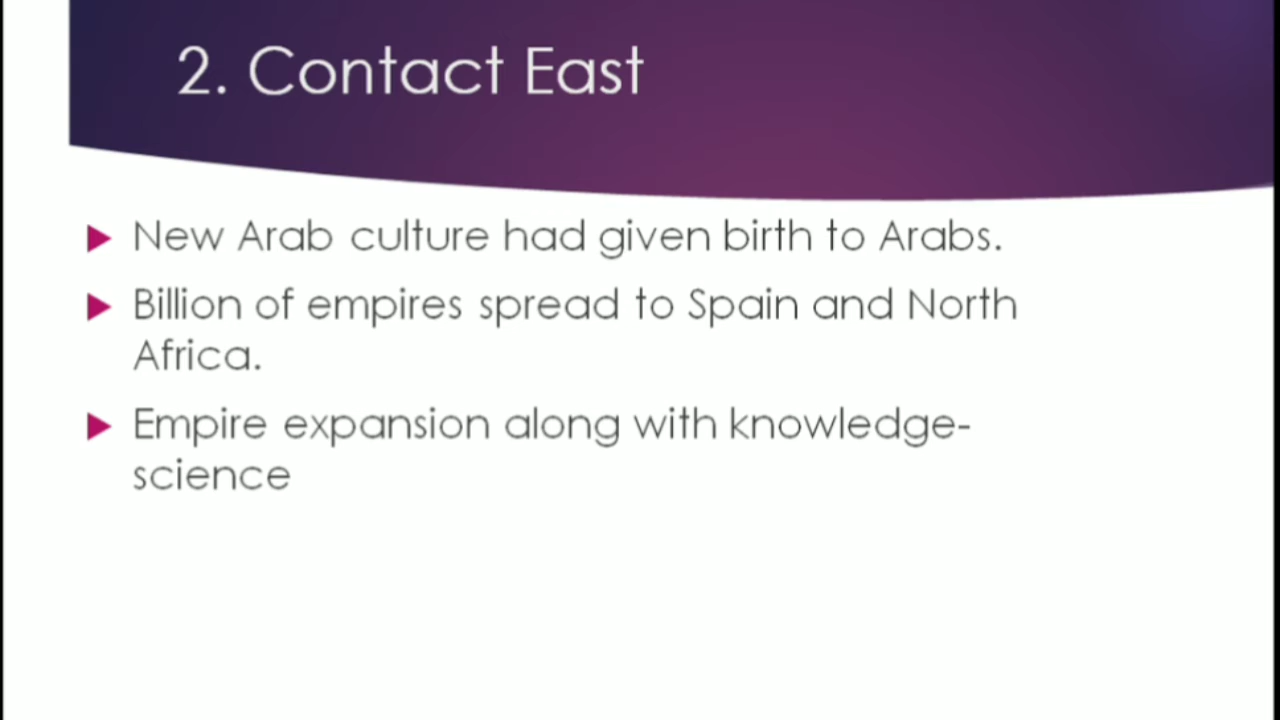 2. Contact East
New Arab culture had given birth to Arabs.
Billion of empires spread to Spain and North
Africa.
Empire expansion along with knowledge-
science